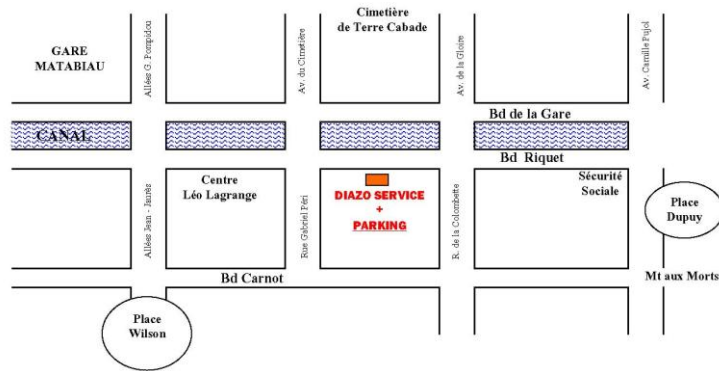 Cimetière
de Terre Cabade
GARE
MATABIAU
Allées G. Pompidou
Av. du Cimetière
Av. de la Gloire
Av. Camille Pujol
Bd de la Gare
CANAL
Bd Riquet
Centre
Léo Lagrange
DIAZO SERVICE
+
PARKING
Sécurité
Sociale
Place
Dupuy
Allées Jean - Jaurès
Rue Gabriel Péri
R. de la Colombette
Bd Carnot
Mt aux Morts
Place
Wilson